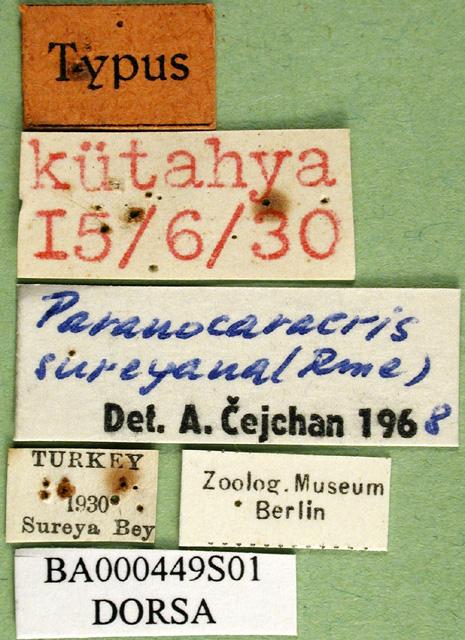 Typus
kütahya
15/6/30
Paranocaracris
sureyana (Rme)
Det. A. Čejchan 1968
TURKEY
1930
Sureya Bey
Zoolog. Museum
Berlin
BA000449S01
DORSA